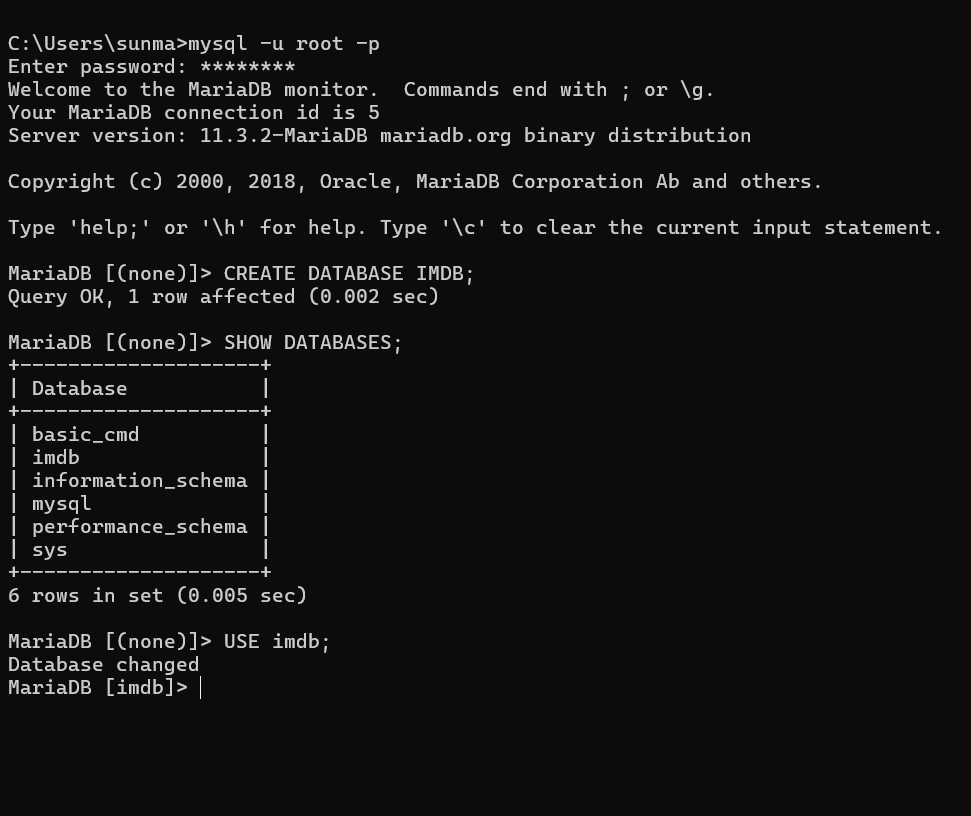 C:\Users\sunma>mysql -u root -p
Enter password: ********
Welcome to the MariaDB monitor.  Commands end with ; or \g.
Your MariaDB connection id is 5
Server version: 11.3.2-MariaDB mariadb.org binary distribution

Copyright (c) 2000, 2018, Oracle, MariaDB Corporation Ab and others.

Type 'help;' or '\h' for help. Type '\c' to clear the current input statement.

MariaDB [(none)]> CREATE DATABASE IMDB;
Query OK, 1 row affected (0.002 sec)

MariaDB [(none)]> SHOW DATABASES;
+--------------------+
| Database           |
+--------------------+
| basic_cmd          |
| imdb               |
| information_schema |
| mysql              |
| performance_schema |
| sys                |
+--------------------+
6 rows in set (0.005 sec)

MariaDB [(none)]> USE imdb;
Database changed
MariaDB [imdb]>